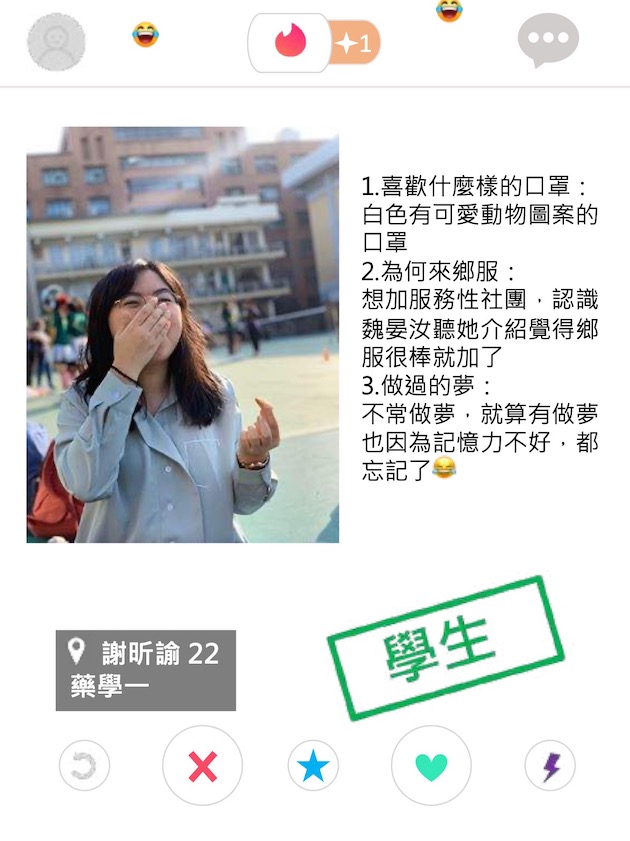 1
1.喜歡什麼樣的口罩：
白色有可愛動物圖案的
口罩
2.為何來鄉服：
想加服務性社團，認識
魏晏汝聽她介紹覺得鄉
服很棒就加了
3.做過的夢：
不常做夢，就算有做夢
也因為記憶力不好，都
忘記了😂
學生
謝昕諭 22
藥學一